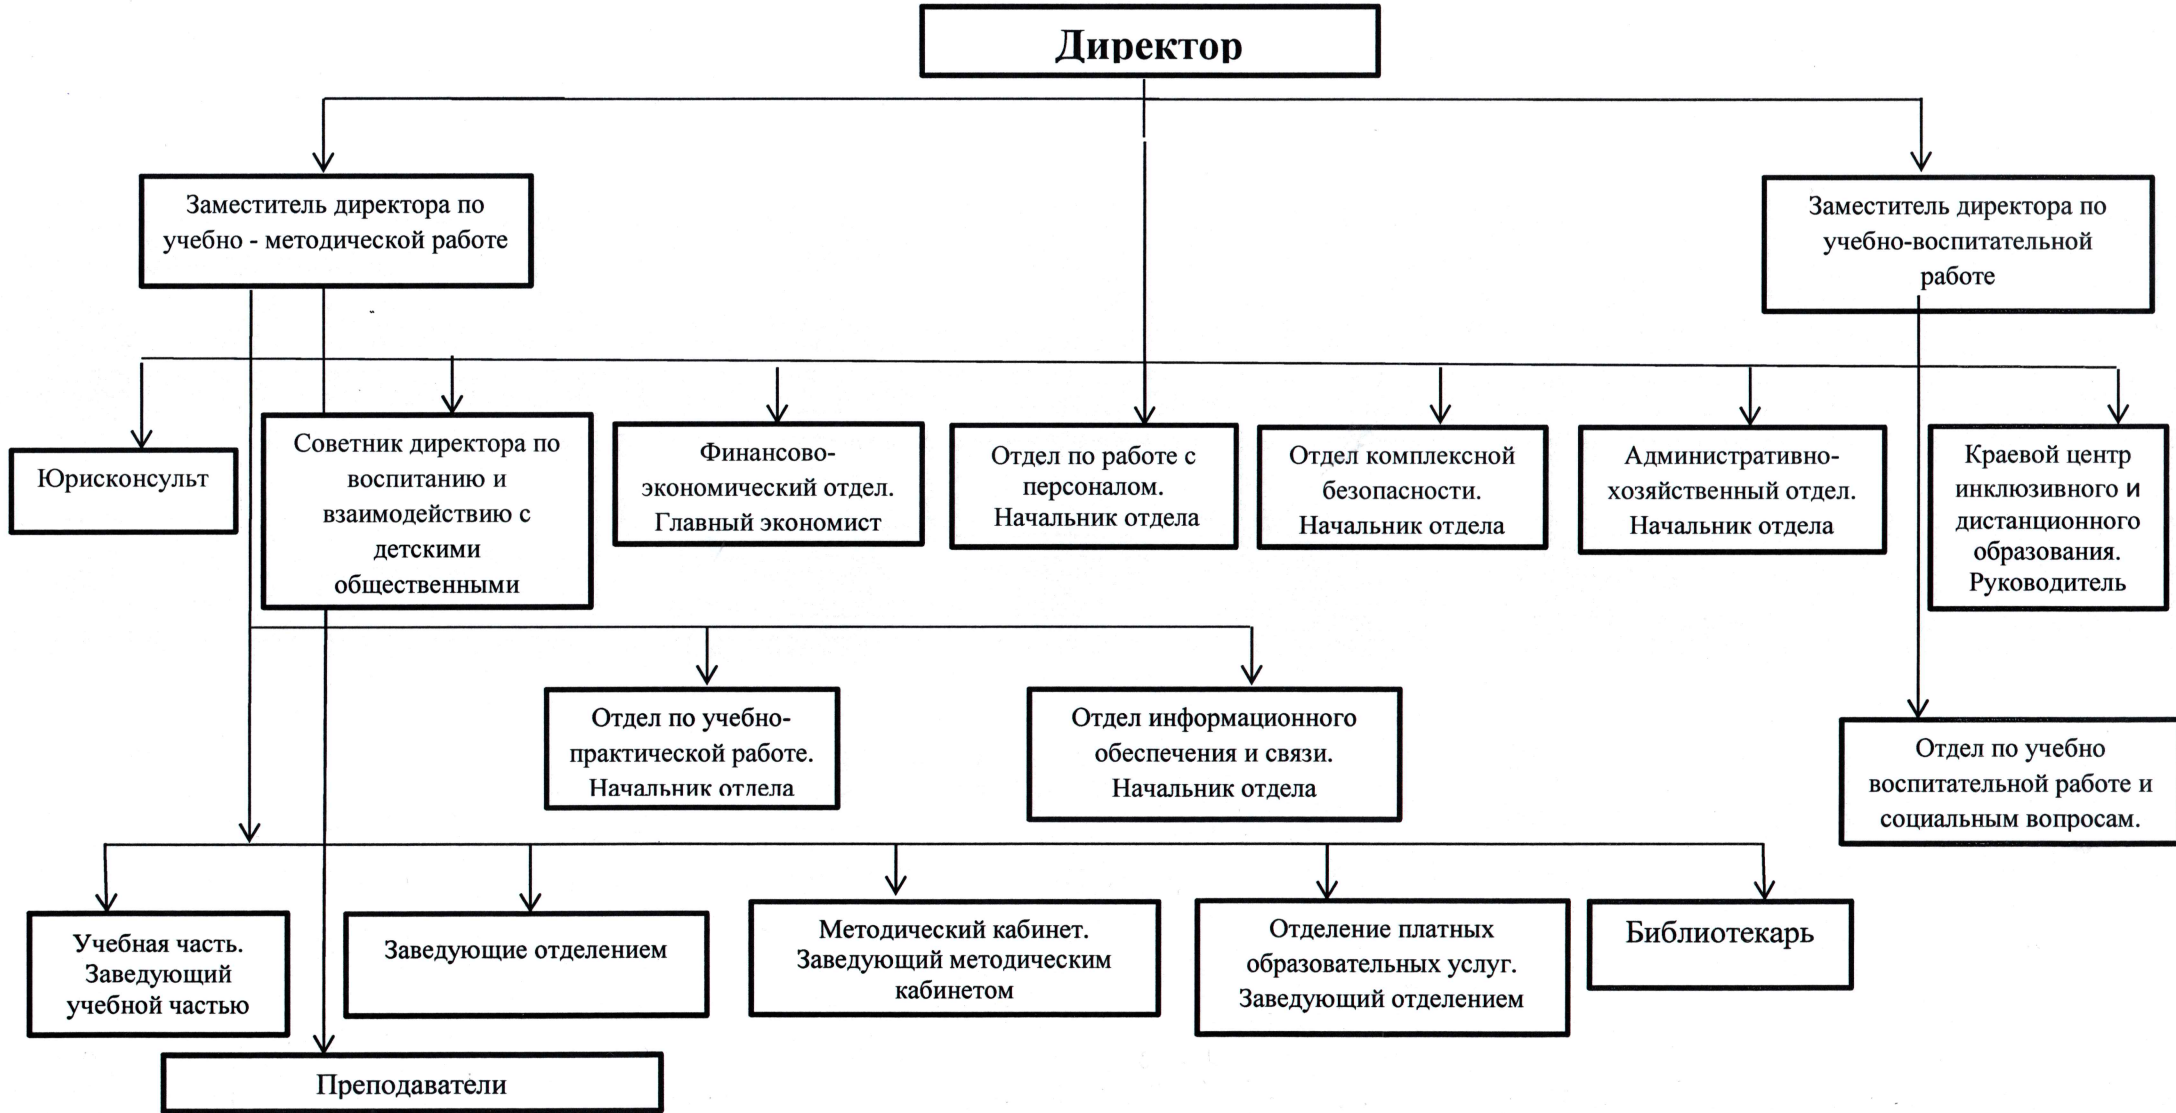 Директор
Заместитель директора по
учебно - методической работе
Заместитель директора по
учебно-воспитательной
работе
Юрисконсульт
Советник директора по
воспитанию и
взаимодействию с
детскими
общественными
Финансово-
экономический отдел.
Главный экономист
Отдел по работе с
персоналом.
Начальник отдела
Отдел комплексной
безопасности.
Начальник отдела
Административно-
хозяйственный отдел.
Начальник отдела
Краевой центр
инклюзивного и
дистанционного
образования.
Руководитель
Отдел по учебно-
практической работе.
Начальник отдела
Отдел информационного
обеспечения и связи.
Начальник отдела
Отдел по учебно
воспитательной работе и
социальным вопросам.
Учебная часть.
Заведующий
учебной частью
Заведующие отделением
Методический кабинет.
Заведующий методическим
кабинетом
Отделение платных
образовательных услуг.
Заведующий отделением
Библиотекарь
Преподаватели